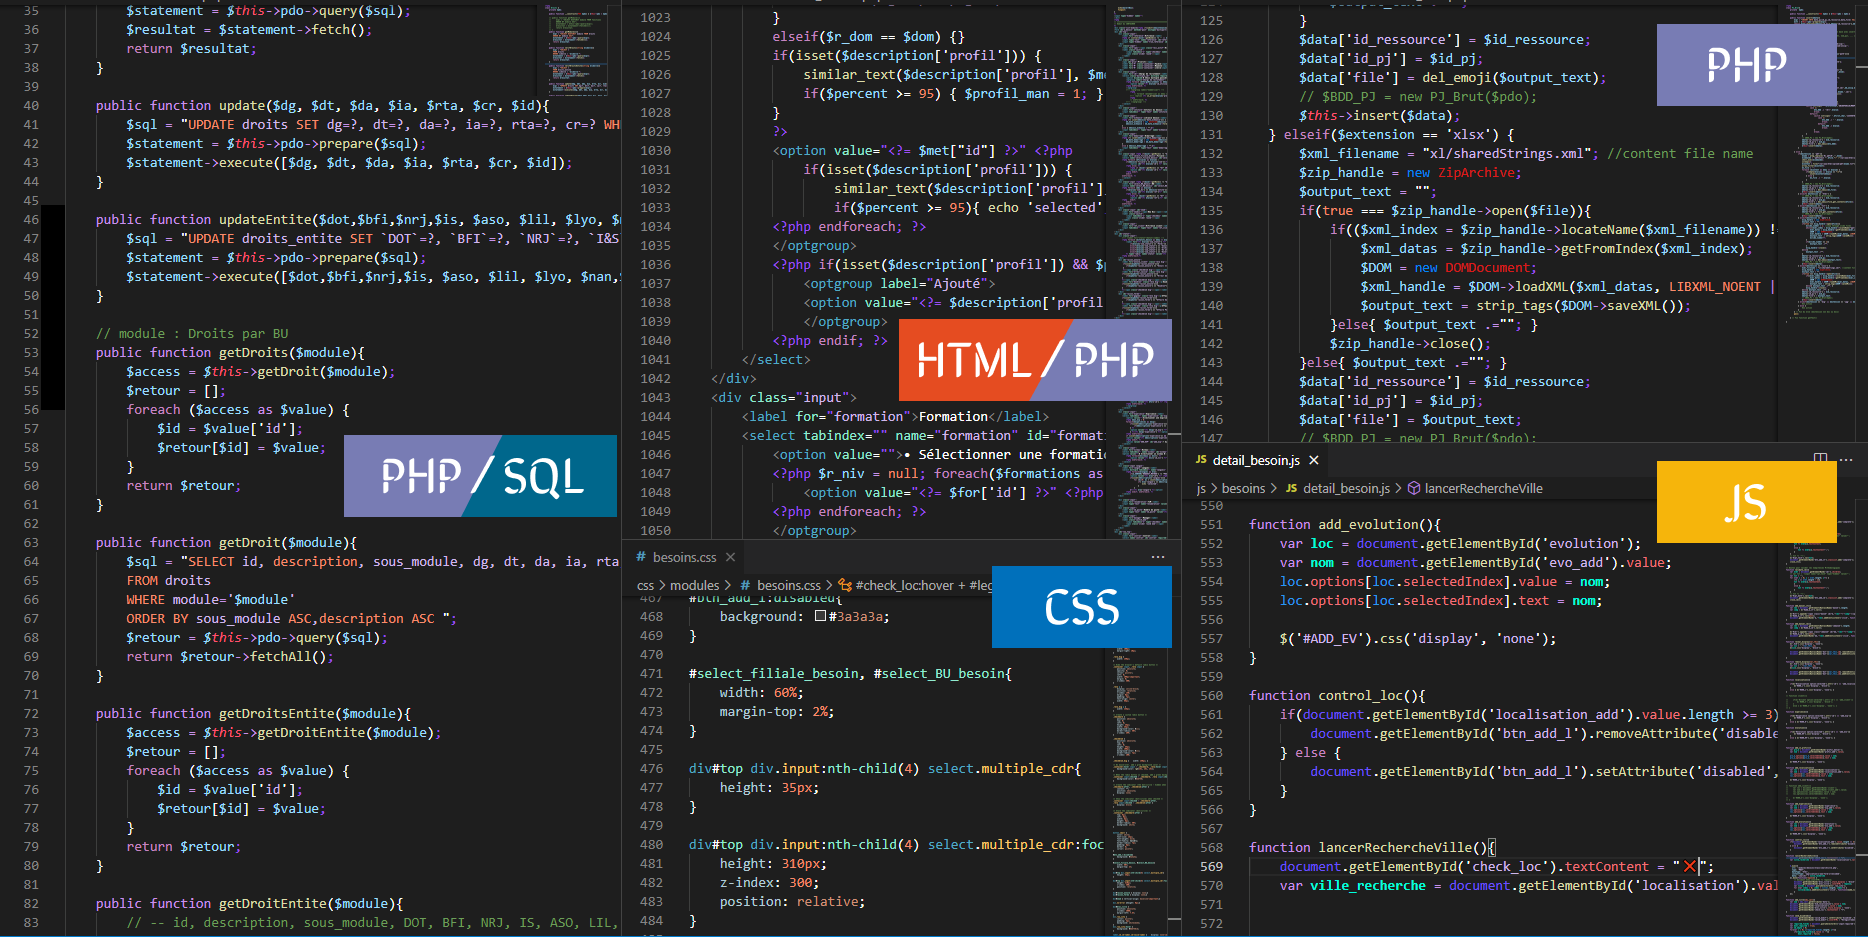 35 $statement = $this->pdo->query($sql);
36 $resultat = $statement->fetch();
37 return $resultat;
38 }
39
40 public function update($dg, $dt, $da, $ia, $rta, $cr, $id){
41 $sql = "UPDATE droits SET dg=?, dt=?, da=?, ia=?, rta=?, cr=?
42 $statement = $this->pdo->prepare($sql);
43 $statement->execute([$dg, $dt, $da, $ia, $rta, $cr, $id]);
44 }
45
46 public function updateEntite($dot,$bfi,$nrj,$is, $aso, $lil, $lyo,
47 $sql = "UPDATE droits_entite SET `DOT`=?, `BFI`=?, `NRJ`=?, `I&S
48 $statement = $this->pdo->prepare($sql);
49 $statement->execute([$dot,$bfi,$nrj,$is, $aso, $lil, $lyo, $nan,
50 }
51
52 // module : Droits par BU
53 public function getDroits($module){
54 $access = $this->getDroit($module);
55 $retour = [];
56 foreach ($access as $value) {
57 $id = $value['id'];
58 $retour[$id] = $value;
59 }
60 return $retour;
61 }
62
63 public function getDroit($module){
64 $sql = "SELECT id, description, sous_module, dg, dt, da, ia, rta
65 FROM droits
66 WHERE module='$module'
67 ORDER BY sous_module ASC,description ASC ";
68 $retour = $this->pdo->query($sql);
69 return $retour->fetchAll();
70 }
71
72 public function getDroitsEntite($module){
73 $access = $this->getDroitEntite($module);
74 $retour = [];
75 foreach ($access as $value) {
76 $id = $value['id'];
77 $retour[$id] = $value;
78 }
79 return $retour;
80 }
81
82 public function getDroitEntite($module){
83 // -- id, description, sous_module, DOT, BFI, NRJ, IS, ASO, LIL,
PHP/SQL
1023 }
1024 elseif($r_dom == $dom) {}
1025 if(isset($description['profil'])) {
1026 similar_text($description['profil'],
1027 if($percent >= 95) { $profil_man = 1; }
1028 }
1029 ?>
1030 <option value="<?= $met["id"] ?>" <?php
1031 if(isset($description['profil'])) {
1032 similar_text($description['profil']
1033 if($percent >= 95){ echo 'selected'
1034 <?php endforeach; ?>
1035 </optgroup>
1036 <?php if(isset($description['profil']) &&
1037 <optgroup label="Ajouté">
1038 <option value="<?= $description['profil
1039 </optgroup>
1040 <?php endif; ?>
1041 </select>
1042 </div>
1043 <div class="input">
1044 <label for="formation">Formation</label>
1045 <select tabindex="" name="formation" id="format
1046 <option value="">• Sélectionner une formati
1047 <?php $r_niv = null; foreach($formations as
1048 <option value="<?= $for['id'] ?>" <?php
1049 <?php endforeach; ?>
1050 </optgroup>
HTML/PHP
# besoins.css ×
css > modules > # besoins.css > #check_loc:hover + #leg
467 #btn_add_l:disabled{
468 background: #3a3a3a;
469 }
470
471 #select_filiale_besoin, #select_BU_besoin{
472 width: 60%;
473 margin-top: 2%;
474 }
475
476 div#top div.input:nth-child(4) select.multiple_cdr{
477 height: 35px;
478 }
479
480 div#top div.input:nth-child(4) select.multiple_cdr:foc
481 height: 310px;
482 z-index: 300;
483 position: relative;
484 }
CSS
125 }
126 $data['id_ressource'] = $id_ressource;
127 $data['id_pj'] = $id_pj;
128 $data['file'] = del_emoji($output_text);
129 // $BDD_PJ = new PJ_Brut($pdo);
130 $this->insert($data);
131 } elseif($extension == 'xlsx') {
132 $xml_filename = "xl/sharedStrings.xml"; //content file name
133 $zip_handle = new ZipArchive;
134 $output_text = "";
135 if(true === $zip_handle->open($file)){
136 if(($xml_index = $zip_handle->locateName($xml_filename))
137 $xml_datas = $zip_handle->getFromIndex($xml_index);
138 $DOM = new DOMDocument;
139 $xml_handle = $DOM->loadXML($xml_datas, LIBXML_NOENT |
140 $output_text = strip_tags($DOM->saveXML());
141 }else{ $output_text .=""; }
142 $zip_handle->close();
143 }else{ $output_text .=""; }
144 $data['id_ressource'] = $id_ressource;
145 $data['id_pj'] = $id_pj;
146 $data['file'] = $output_text;
147 // $BDD_PJ = new PJ_Brut($pdo);
PHP
JS detail_besoin.js ×
js > besoins > JS detail_besoin.js > lancerRechercheVille
550
551 function add_evolution(){
552 var loc = document.getElementById('evolution');
553 var nom = document.getElementById('evo_add').value;
554 loc.options[loc.selectedIndex].value = nom;
555 loc.options[loc.selectedIndex].text = nom;
556
557 $('#ADD_EV').css('display', 'none');
558 }
559
560 function control_loc(){
561 if(document.getElementById('localisation_add').value.length >= 3)
562 document.getElementById('btn_add_l').removeAttribute('disable
563 } else {
564 document.getElementById('btn_add_l').setAttribute('disabled',
565 }
566 }
567
568 function lancerRechercheVille(){
569 document.getElementById('check_loc').textContent = "❌";
570 var ville_recherche = document.getElementById('localisation').val
571
572
JS